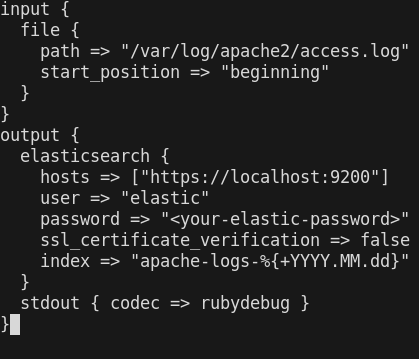 input {
  file {
    path => "/var/log/apache2/access.log"
    start_position => "beginning"
  }
}
output {
  elasticsearch {
    hosts => ["https://localhost:9200"]
    user => "elastic"
    password => "<your-elastic-password>"
    ssl_certificate_verification => false
    index => "apache-logs-%{+YYYY.MM.dd}"
  }
  stdout { codec => rubydebug }
}